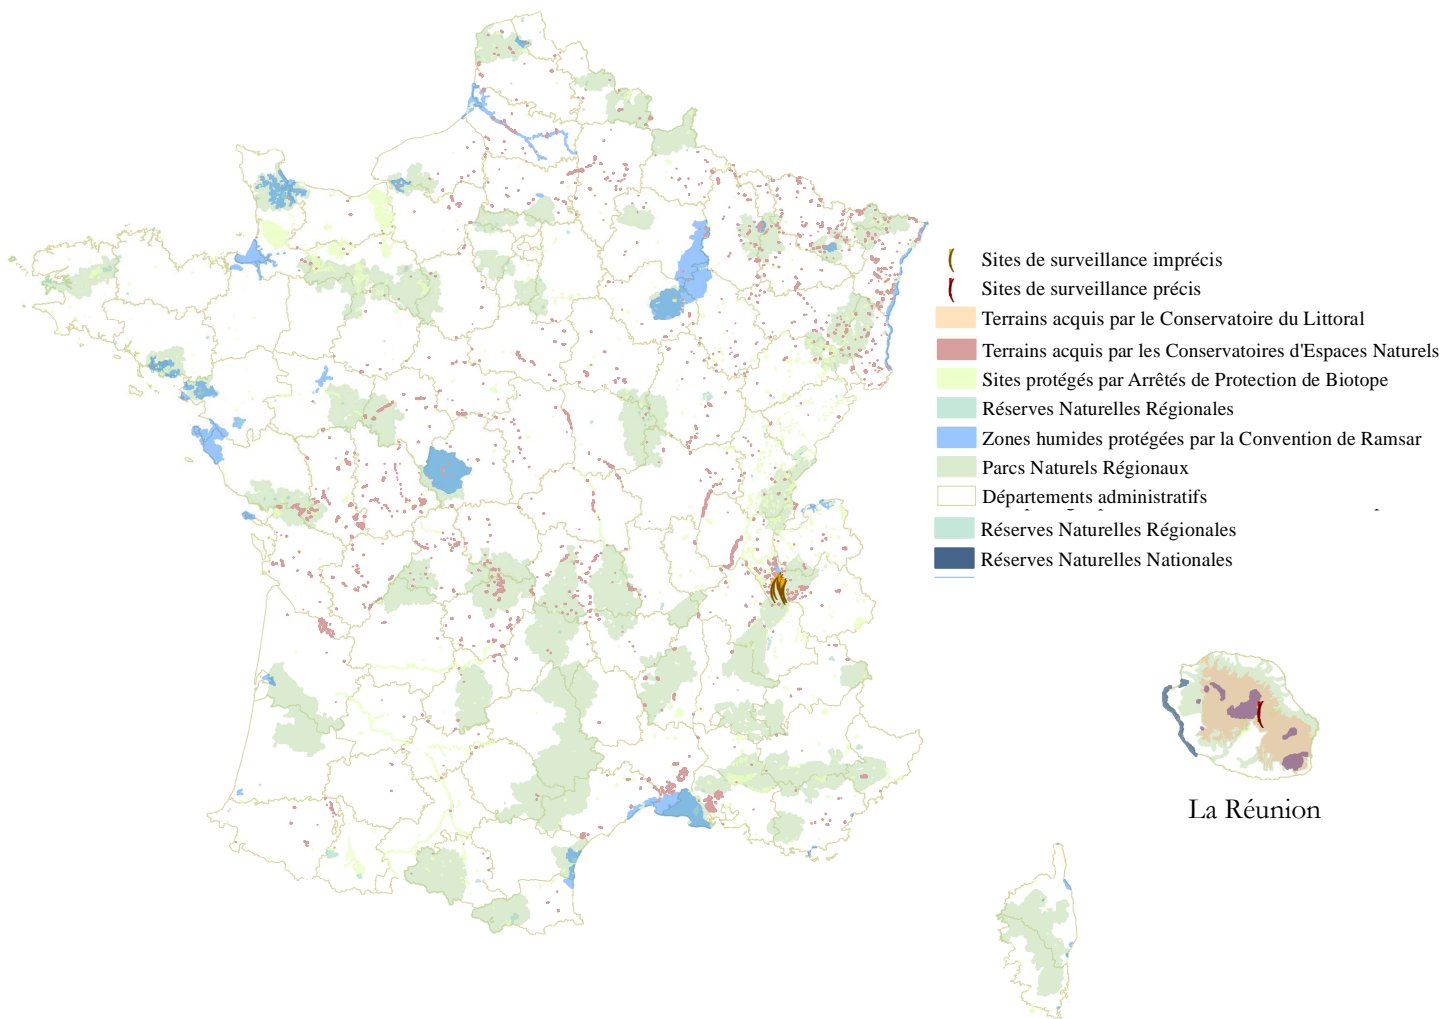 Sites de surveillance imprécis
Sites de surveillance précis
Terrains acquis par le Conservatoire du Littoral
Terrains acquis par les Conservatoires d'Espaces Naturels
Sites protégés par Arrêtés de Protection de Biotope
Réserves Naturelles Régionales
Zones humides protégées par la Convention de Ramsar
Parcs Naturels Régionaux
Départements administratifs
Réserves Naturelles Régionales
Réserves Naturelles Nationales
La Réunion